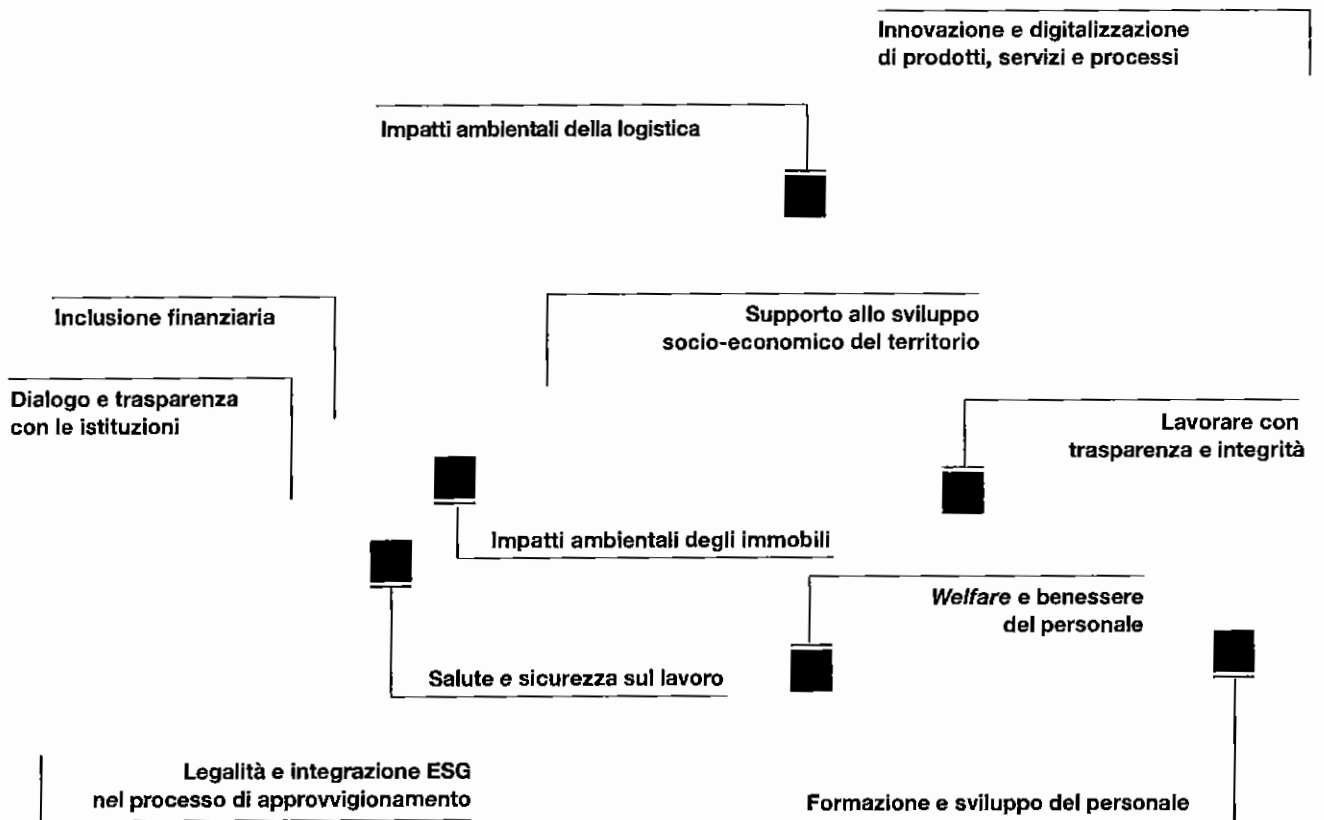 Innovazione e digitalizzazione
di prodotti, servizi e processi
Impatti ambientali della logistica
Inclusione finanziaria
Supporto allo sviluppo
socio-economico del territorio
Dialogo e trasparenza
con le istituzioni
Lavorare con
trasparenza e integrità
Impatti ambientali degli immobili
Welfare e benessere
del personale
Salute e sicurezza sul lavoro
Legalità e integrazione ESG
nel processo di approvvigionamento
Formazione e sviluppo del personale